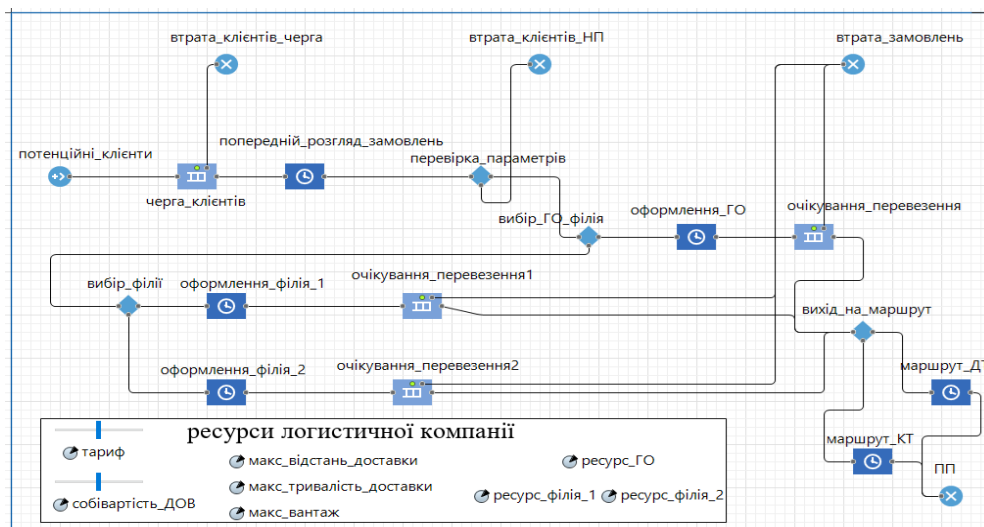 втрата_клієнтів_черга
втрата_клієнтів_НП
втрата_замовлень
попередній_розгляд_замовлень
потенційні_клієнти
перевірка_параметрів
черга_клієнтів
вибір_ГО_філія
оформлення_ГО
очікування_перевезення
вибір_філії
оформлення_філія_1
очікування_перевезення1
вихід_на_маршрут
оформлення_філія_2
очікування_перевезення2
маршрут_ДТ
маршрут_КТ
ПП
ресурси логистичної компанії
тариф
макс_відстань_доставки
ресурс_ГО
макс_тривалість_доставки
собівартість_ДОВ
ресурс_філія_1
ресурс_філія_2
макс_вантаж